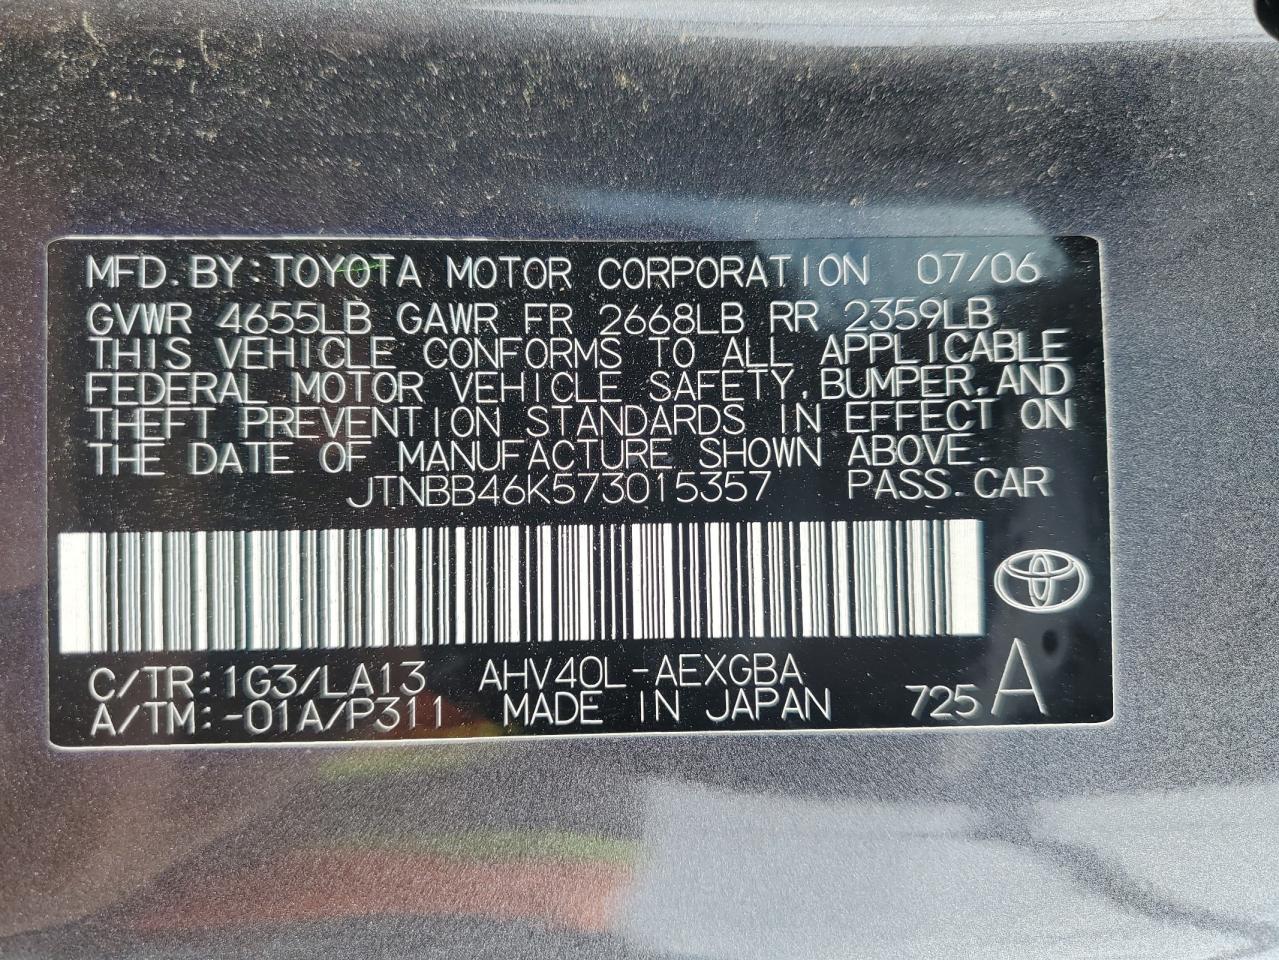 MFD.BY:TOYOTA MOTOR CORPORATION 07/06
GVWR 4655LB GAWR FR 2668LB RR 2359LB
THIS VEHICLE CONFORMS TO ALL APPLICABLE
FEDERAL MOTOR VEHICLE SAFETY,BUMPER,AND
THEFT PREVENTION STANDARDS IN EFFECT ON
THE DATE OF MANUFACTURE SHOWN ABOVE.
JTNBB46K573015357 PASS.CAR
C/TR:1G3/LA13 AHV40L-AEXGBA
A/TM:-01A/P311 MADE IN JAPAN 725 A